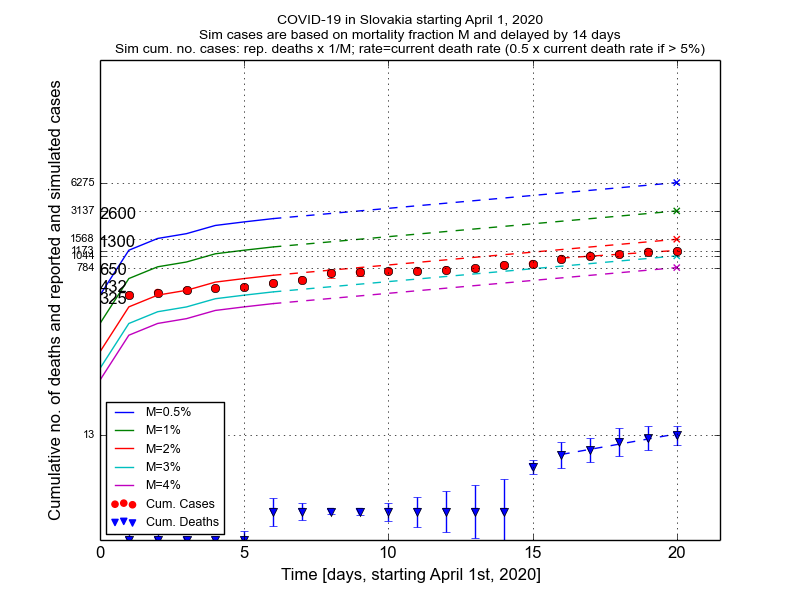 COVID-19 in Slovakia starting April 1, 2020
Sim cases are based on mortality fraction M and delayed by 14 days
Sim cum. no. cases: rep. deaths x 1/M; rate=current death rate (0.5 x current death rate if > 5%)
Cumulative no. of deaths and reported and simulated cases
6275
3137
1568
1173
1044
784
13
2600
1300
650
432
325
M=0.5%
M=1%
M=2%
M=3%
M=4%
Cum. Cases
Cum. Deaths
0 5 10 15 20
Time [days, starting April 1st, 2020]